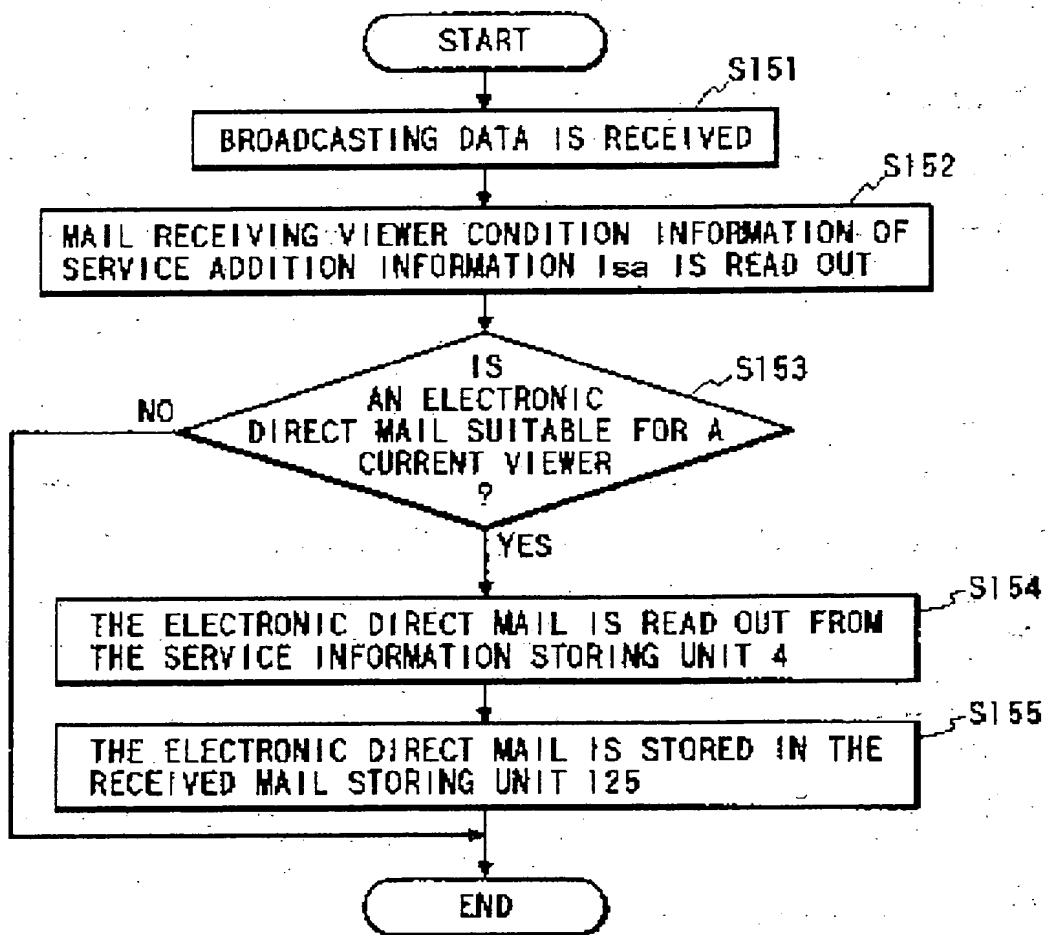 START
S151
BROADCASTING DATA IS RECEIVED
S152
MAIL RECEIVING VIEWER CONDITION INFORMATION OF
SERVICE ADDITION INFORMATION Isa IS READ OUT
S153
IS
AN ELECTRONIC
DIRECT MAIL SUITABLE FOR A
CURRENT VIEWER
?
NO
YES
S154
THE ELECTRONIC DIRECT MAIL IS READ OUT FROM
THE SERVICE INFORMATION STORING UNIT 4
S155
THE ELECTRONIC DIRECT MAIL IS STORED IN THE
RECEIVED MAIL STORING UNIT 125
END